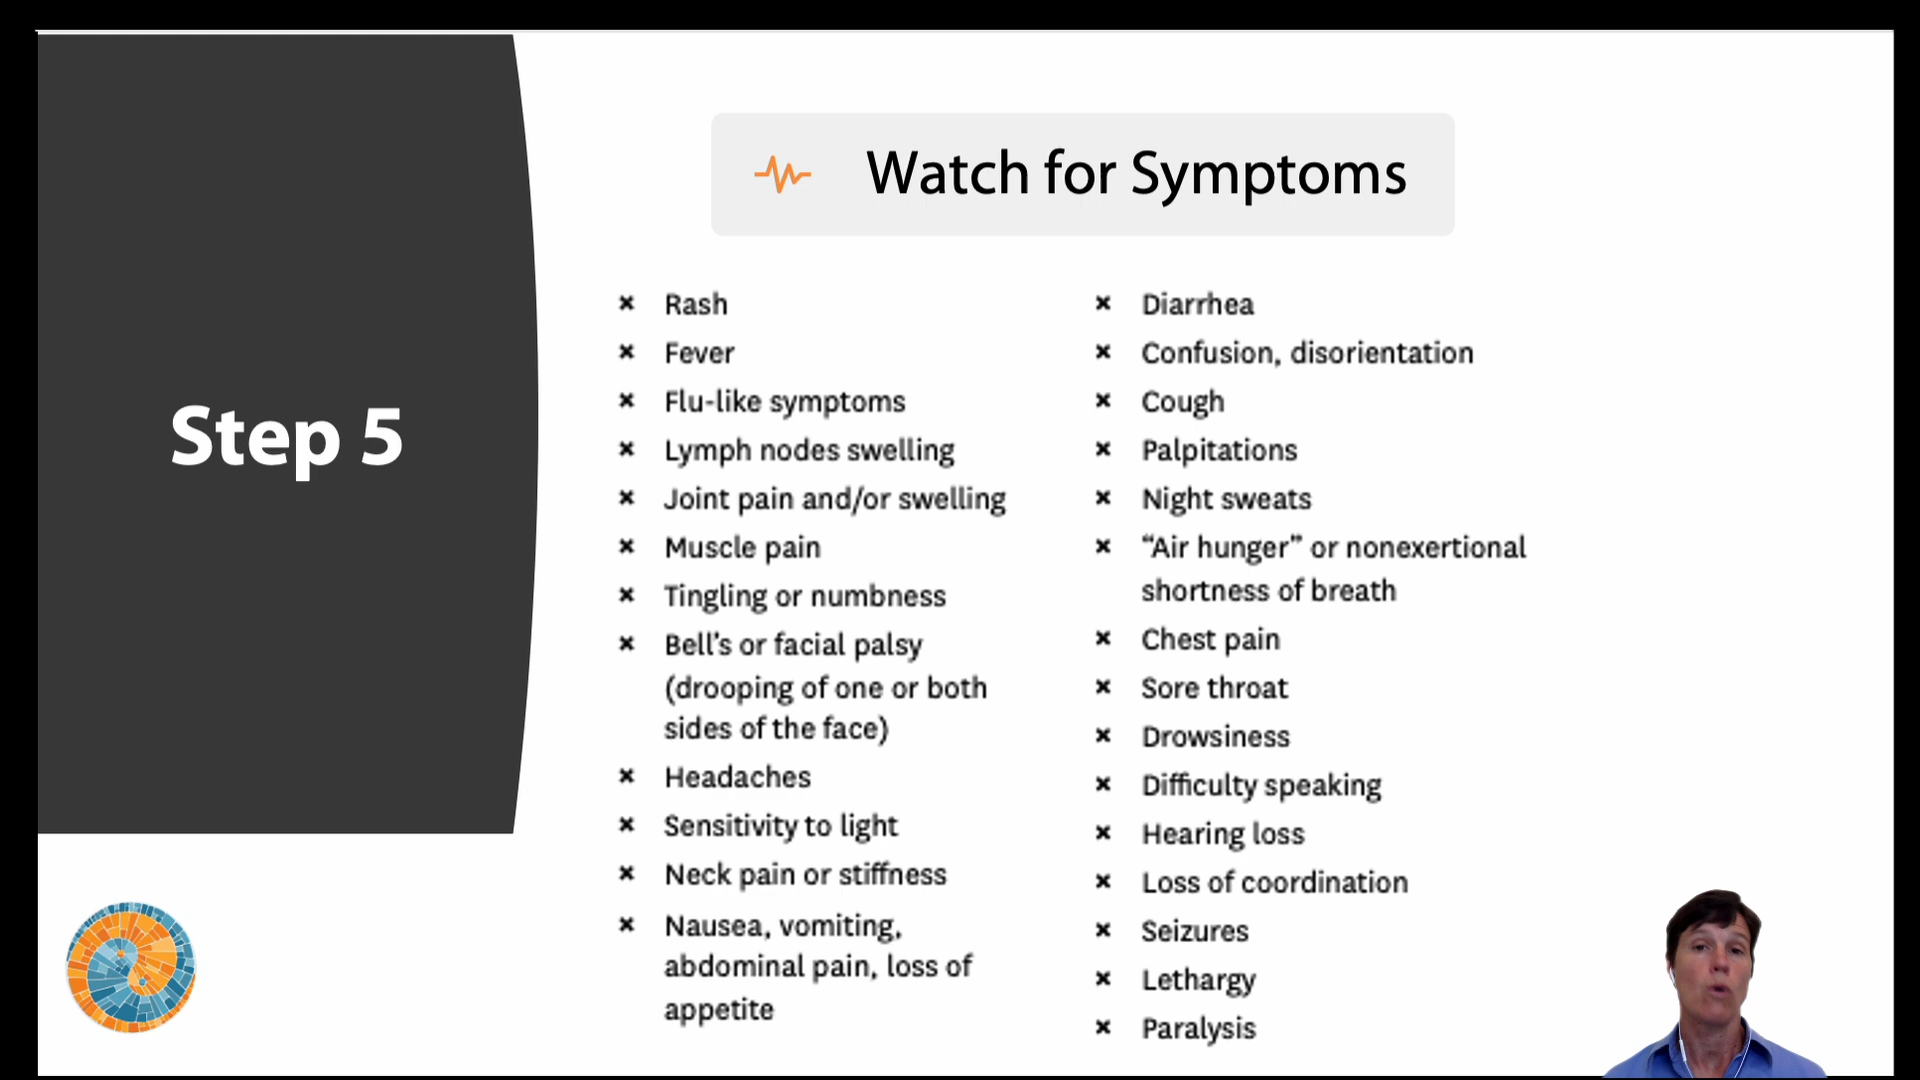 Step 5
Watch for Symptoms
× Rash
× Fever
× Flu-like symptoms
× Lymph nodes swelling
× Joint pain and/or swelling
× Muscle pain
× Tingling or numbness
× Bell's or facial palsy
(drooping of one or both
sides of the face)
× Headaches
× Sensitivity to light
× Neck pain or stiffness
× Nausea, vomiting,
abdominal pain, loss of
appetite
× Diarrhea
× Confusion, disorientation
× Cough
× Palpitations
× Night sweats
× “Air hunger” or nonexertional
shortness of breath
× Chest pain
× Sore throat
× Drowsiness
× Difficulty speaking
× Hearing loss
× Loss of coordination
× Seizures
× Lethargy
× Paralysis